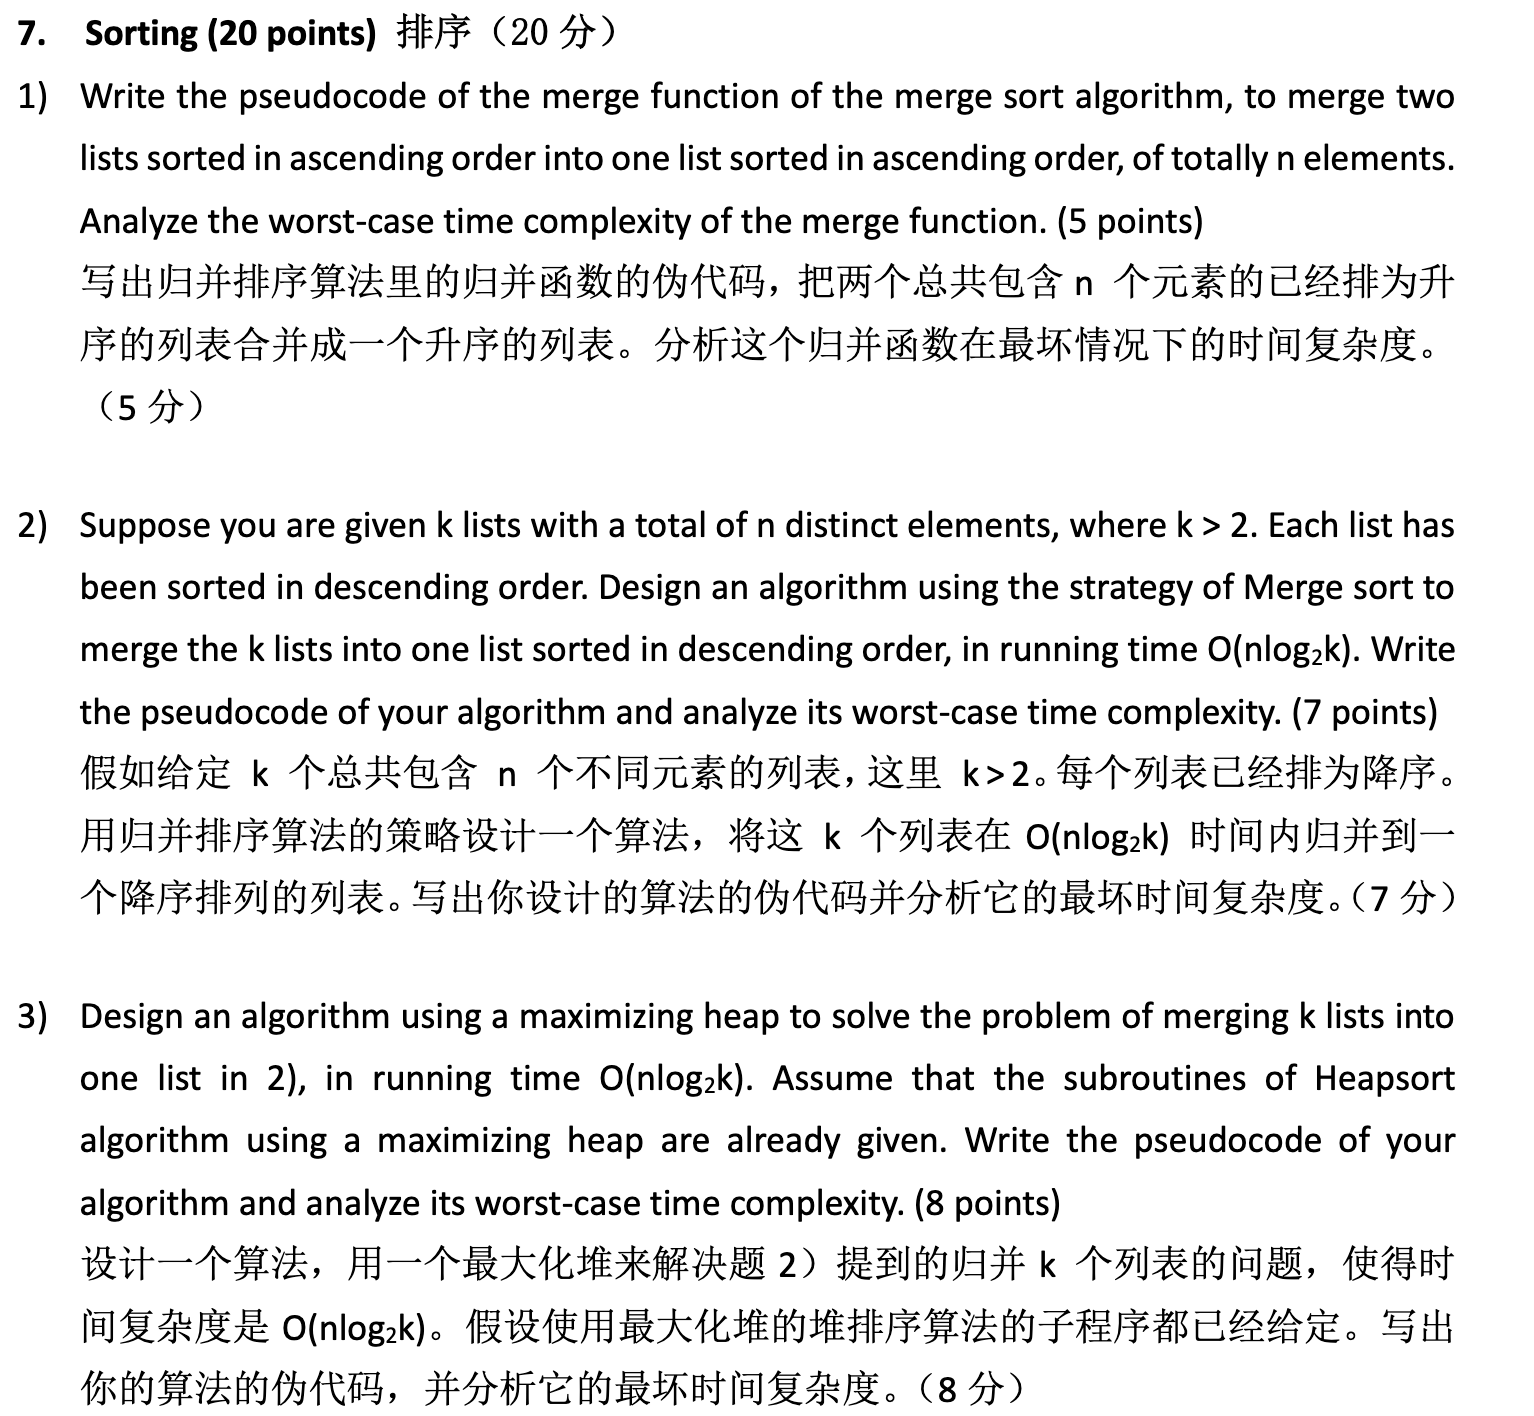 7. Sorting (20 points) 排序（20 分）
1) Write the pseudocode of the merge function of the merge sort algorithm, to merge two
lists sorted in ascending order into one list sorted in ascending order, of totally n elements.
Analyze the worst-case time complexity of the merge function. (5 points)
写出归并排序算法里的归并函数的伪代码，把两个总共包含 n 个元素的已经排为升
序的列表合并成一个升序的列表。分析这个归并函数在最坏情况下的时间复杂度。
（5 分）
2) Suppose you are given k lists with a total of n distinct elements, where k > 2. Each list has
been sorted in descending order. Design an algorithm using the strategy of Merge sort to
merge the k lists into one list sorted in descending order, in running time O(nlog₂k). Write
the pseudocode of your algorithm and analyze its worst-case time complexity. (7 points)
假如给定 k 个总共包含 n 个不同元素的列表，这里 k>2。每个列表已经排为降序。
用归并排序算法的策略设计一个算法，将这 k 个列表在 O(nlog₂k) 时间内归并到一
个降序排列的列表。写出你设计的算法的伪代码并分析它的最坏时间复杂度。（7 分）
3) Design an algorithm using a maximizing heap to solve the problem of merging k lists into
one list in 2), in running time O(nlog₂k). Assume that the subroutines of Heapsort
algorithm using a maximizing heap are already given. Write the pseudocode of your
algorithm and analyze its worst-case time complexity. (8 points)
设计一个算法，用一个最大化堆来解决题 2）提到的归并 k 个列表的问题，使得时
间复杂度是 O(nlog₂k)。假设使用最大化堆的堆排序算法的子程序都已经给定。写出
你的算法的伪代码，并分析它的最坏时间复杂度。（8 分）